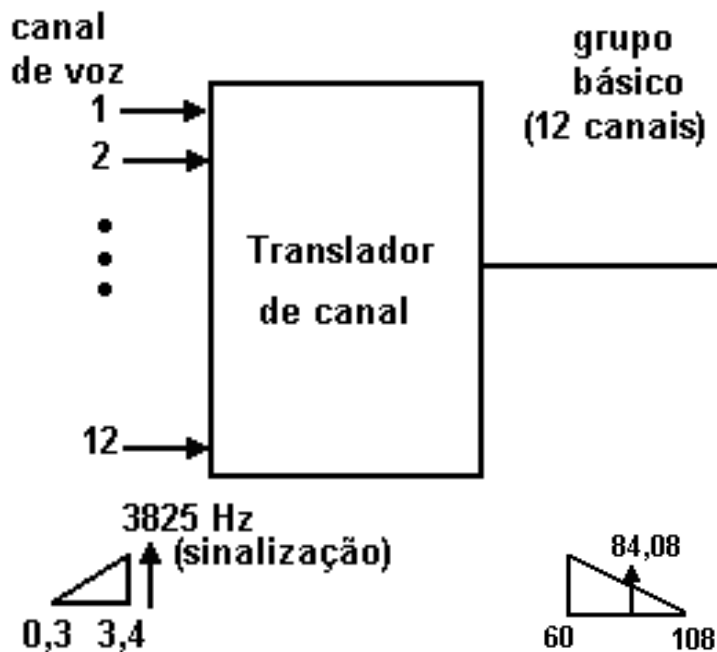 canal
de voz
1
2
12
Translador
de canal
grupo
básico
(12 canais)
3825 Hz
(sinalização)
0,3 3,4
84,08
60 108